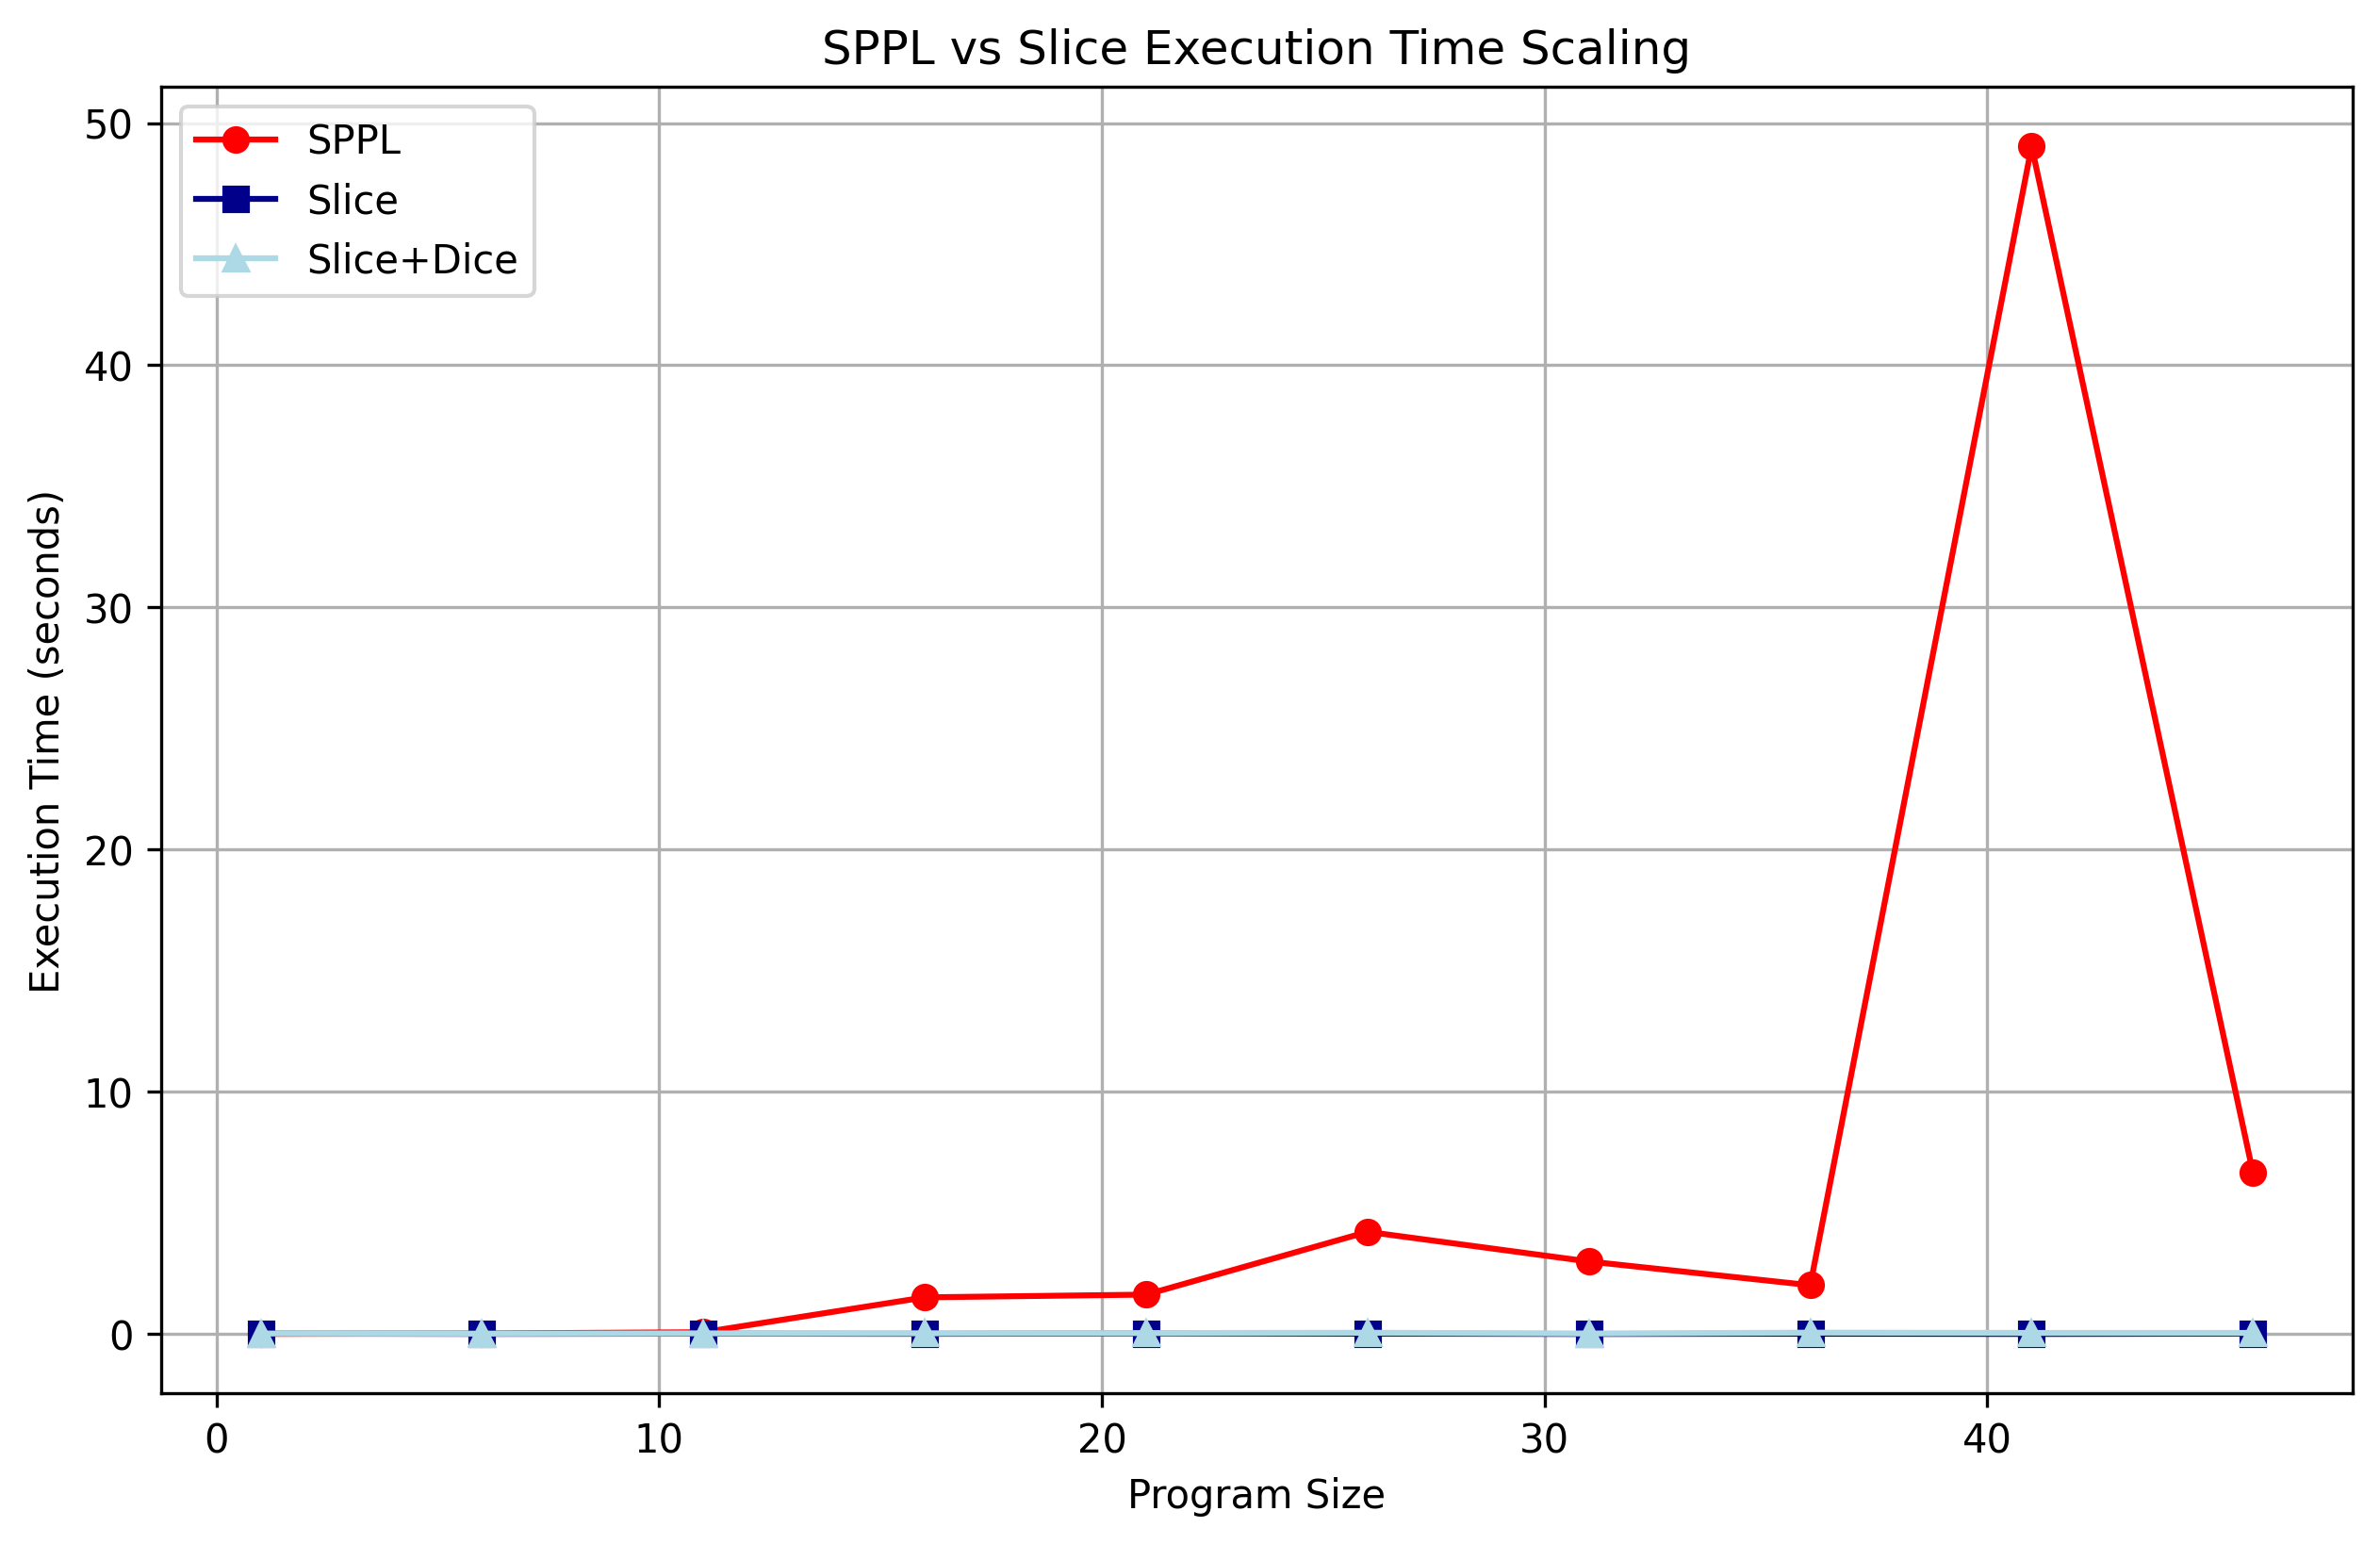 SPPL vs Slice Execution Time Scaling
SPPL
Slice
Slice+Dice
Execution Time (seconds)
50
40
30
20
10
0
0 10 20 30 40
Program Size